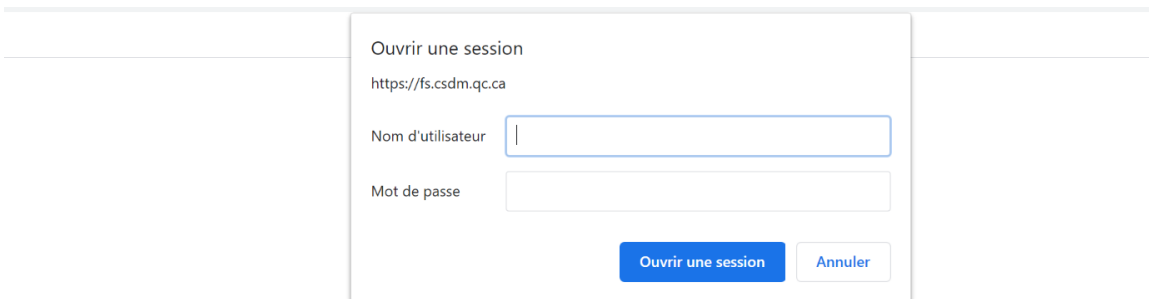 Ouvrir une session
https://fs.csdm.qc.ca
Nom d'utilisateur
Mot de passe
Ouvrir une session Annuler